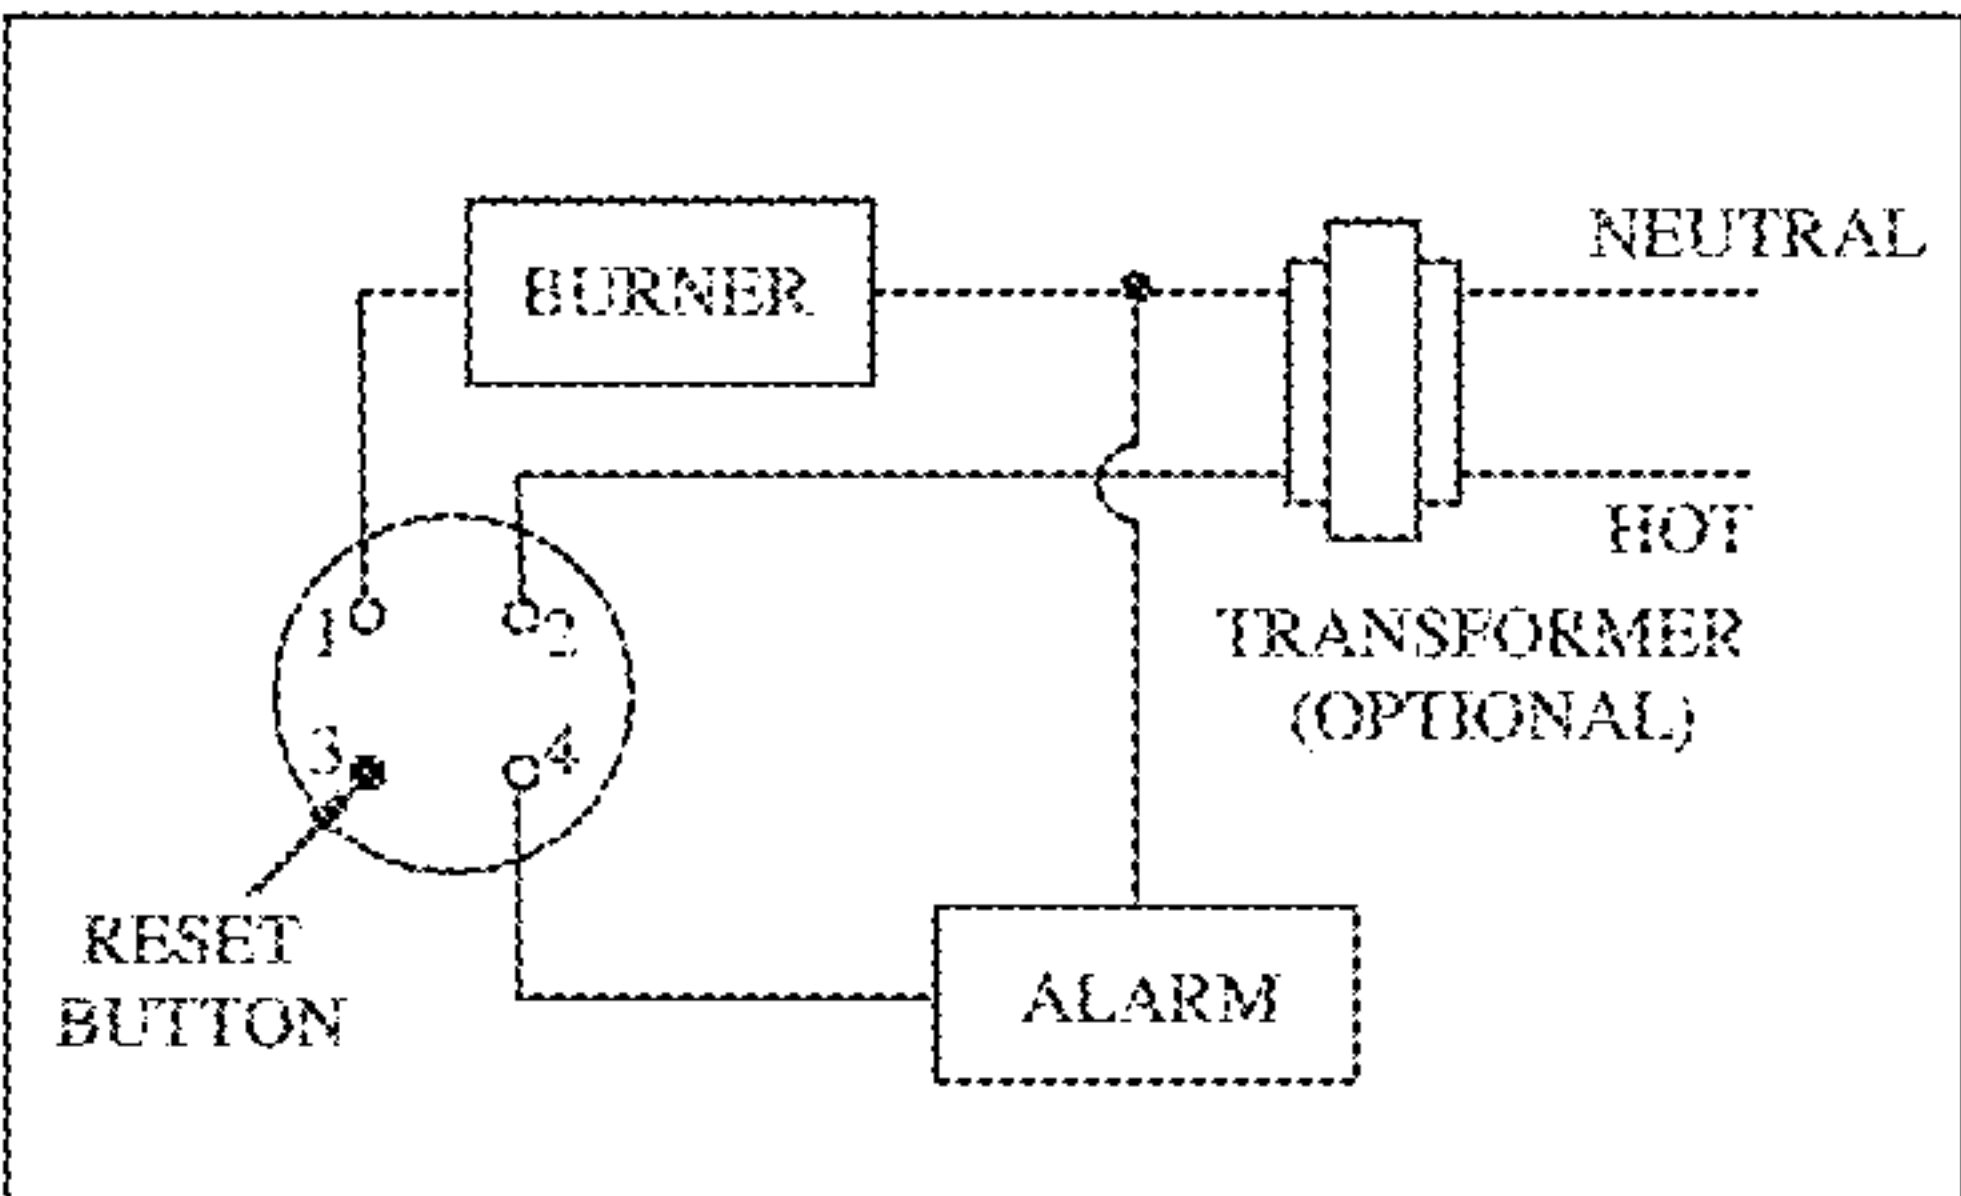 BURNER
NEUTRAL
HOT
TRANSFORMER
(OPTIONAL)
1
2
3
4
RESET
BUTTON
ALARM